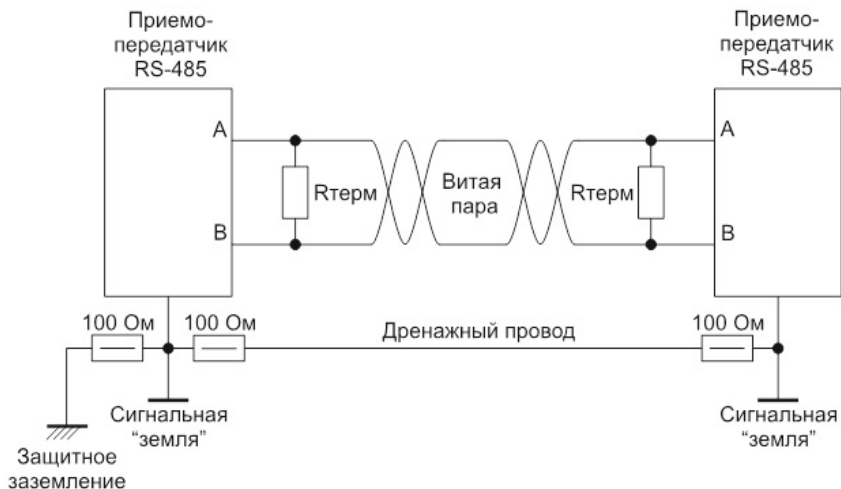 Приемо-
передатчик
RS-485
Приемо-
передатчик
RS-485
A
A
Rтерм
Витая
пара
Rтерм
B
B
100 Ом
100 Ом
Дренажный провод
100 Ом
Сигнальная
“земля”
Сигнальная
“земля”
Защитное
заземление